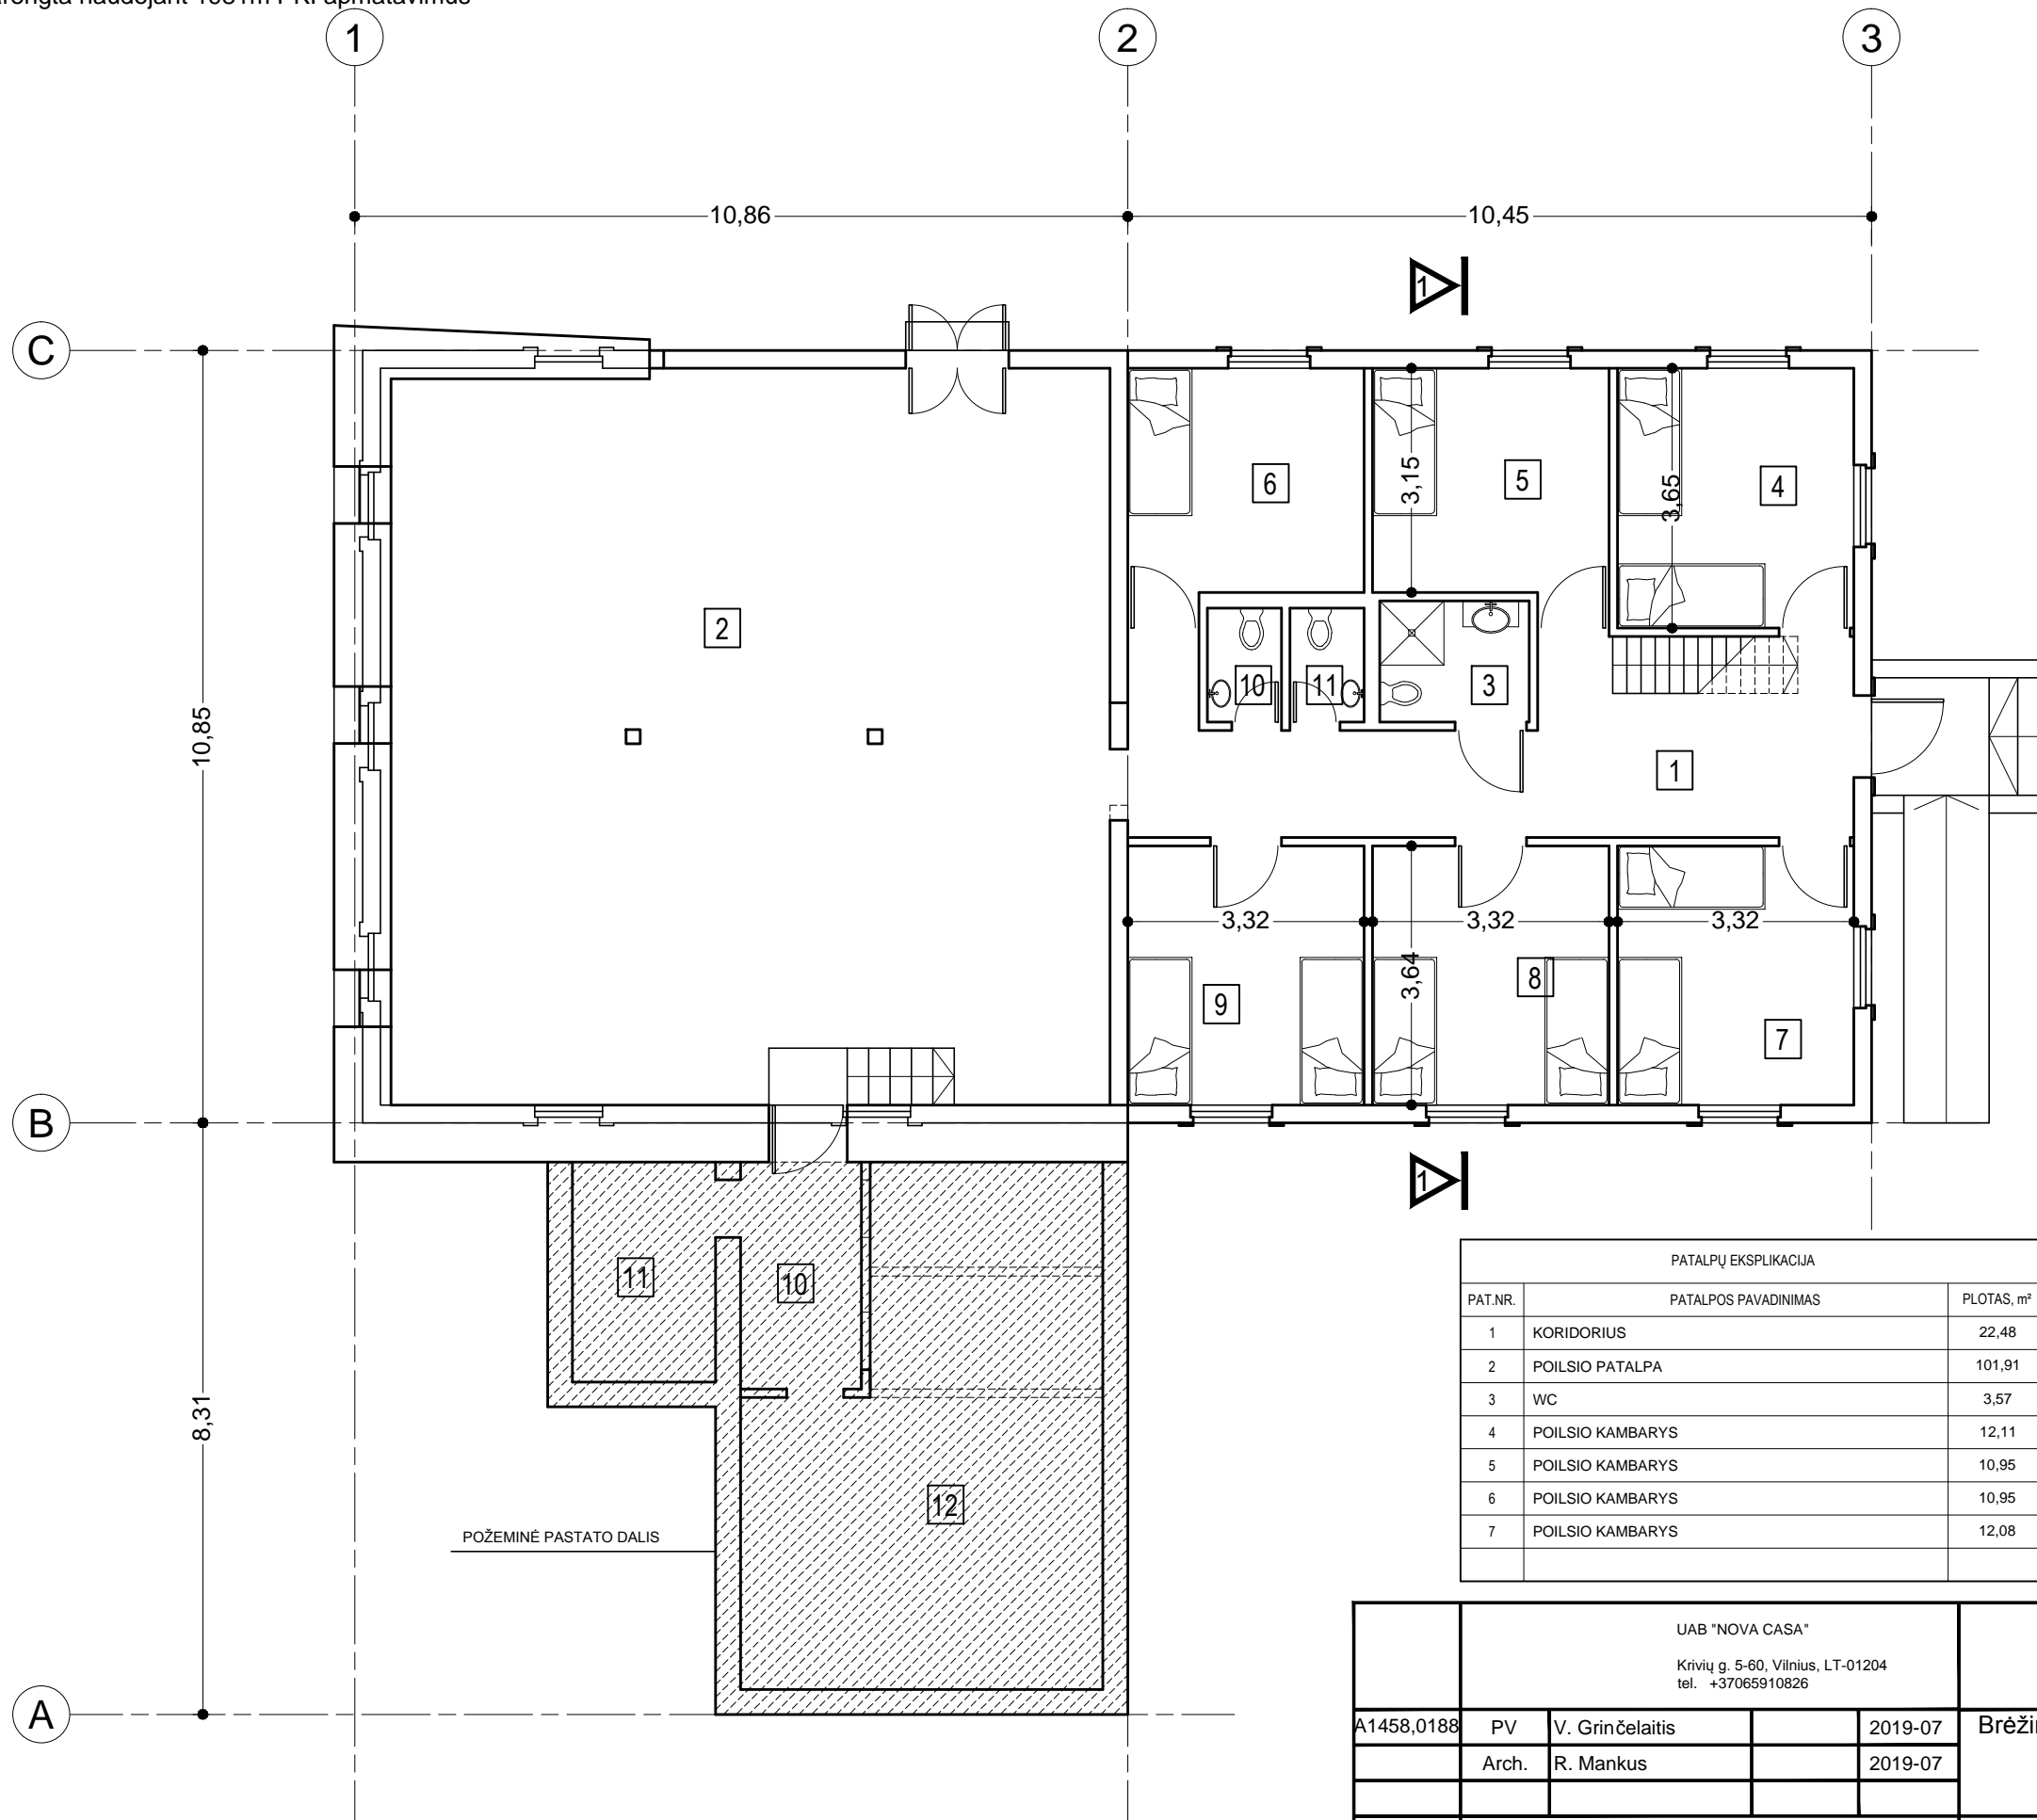 naudojant
apmatavimus
1
2
3
10,86
10,45
1
C
6
5
4
3,15
3,65
2
10
11
3
10,85
1
3,32
3,32
3,32
3,64
9
8
7
B
1
11
10
8,31
12
POŽEMINĖ PASTATO DALIS
A
PATALPŲ EKSPLIKACIJA
PAT.NR. PATALPOS PAVADINIMAS PLOTAS, m²
1 KORIDORIUS 22,48
2 POILSIO PATALPA 101,91
3 WC 3,57
4 POILSIO KAMBARYS 12,11
5 POILSIO KAMBARYS 10,95
6 POILSIO KAMBARYS 10,95
7 POILSIO KAMBARYS 12,08
UAB "NOVA CASA"
Krivių g. 5-60, Vilnius, LT-01204
tel. +37065910826
A1458,0188 PV V. Grinčelaitis 2019-07
Arch. R. Mankus 2019-07